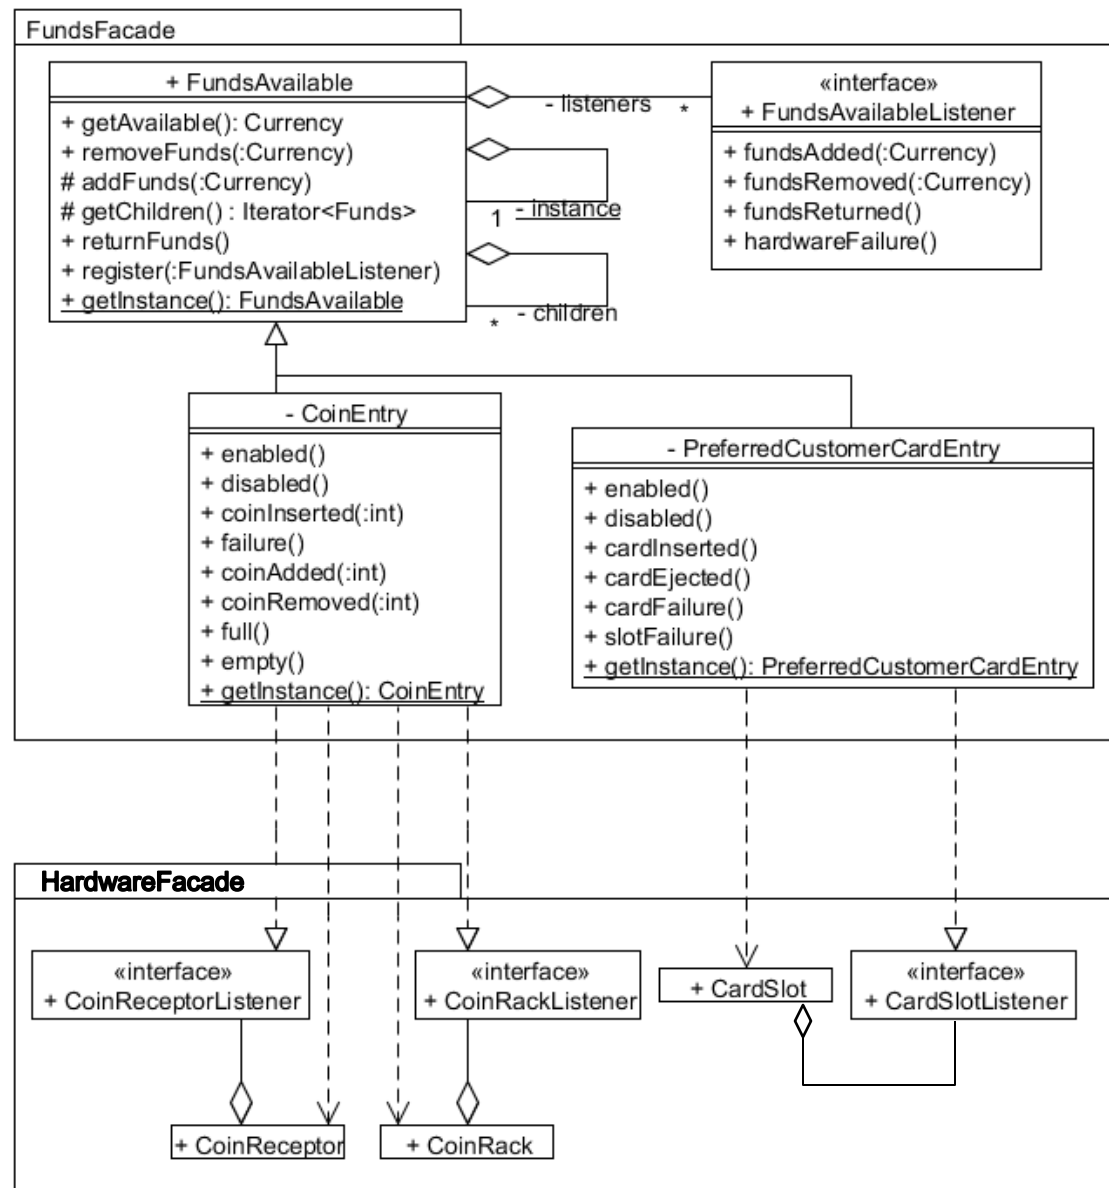 FundsFacade
+ FundsAvailable
+ getAvailable(): Currency
+ removeFunds(:Currency)
# addFunds(:Currency)
# getChildren() : Iterator<Funds>
+ returnFunds()
+ register(:FundsAvailableListener)
+ getInstance(): FundsAvailable
- listeners
*
1
- instance
*
- children
«interface»
+ FundsAvailableListener
+ fundsAdded(:Currency)
+ fundsRemoved(:Currency)
+ fundsReturned()
+ hardwareFailure()
- CoinEntry
+ enabled()
+ disabled()
+ coinInserted(:int)
+ failure()
+ coinAdded(:int)
+ coinRemoved(:int)
+ full()
+ empty()
+ getInstance(): CoinEntry
- PreferredCustomerCardEntry
+ enabled()
+ disabled()
+ cardInserted()
+ cardEjected()
+ cardFailure()
+ slotFailure()
+ getInstance(): PreferredCustomerCardEntry
HardwareFacade
«interface»
+ CoinReceptorListener
«interface»
+ CoinRackListener
+ CardSlot
«interface»
+ CardSlotListener
+ CoinReceptor
+ CoinRack